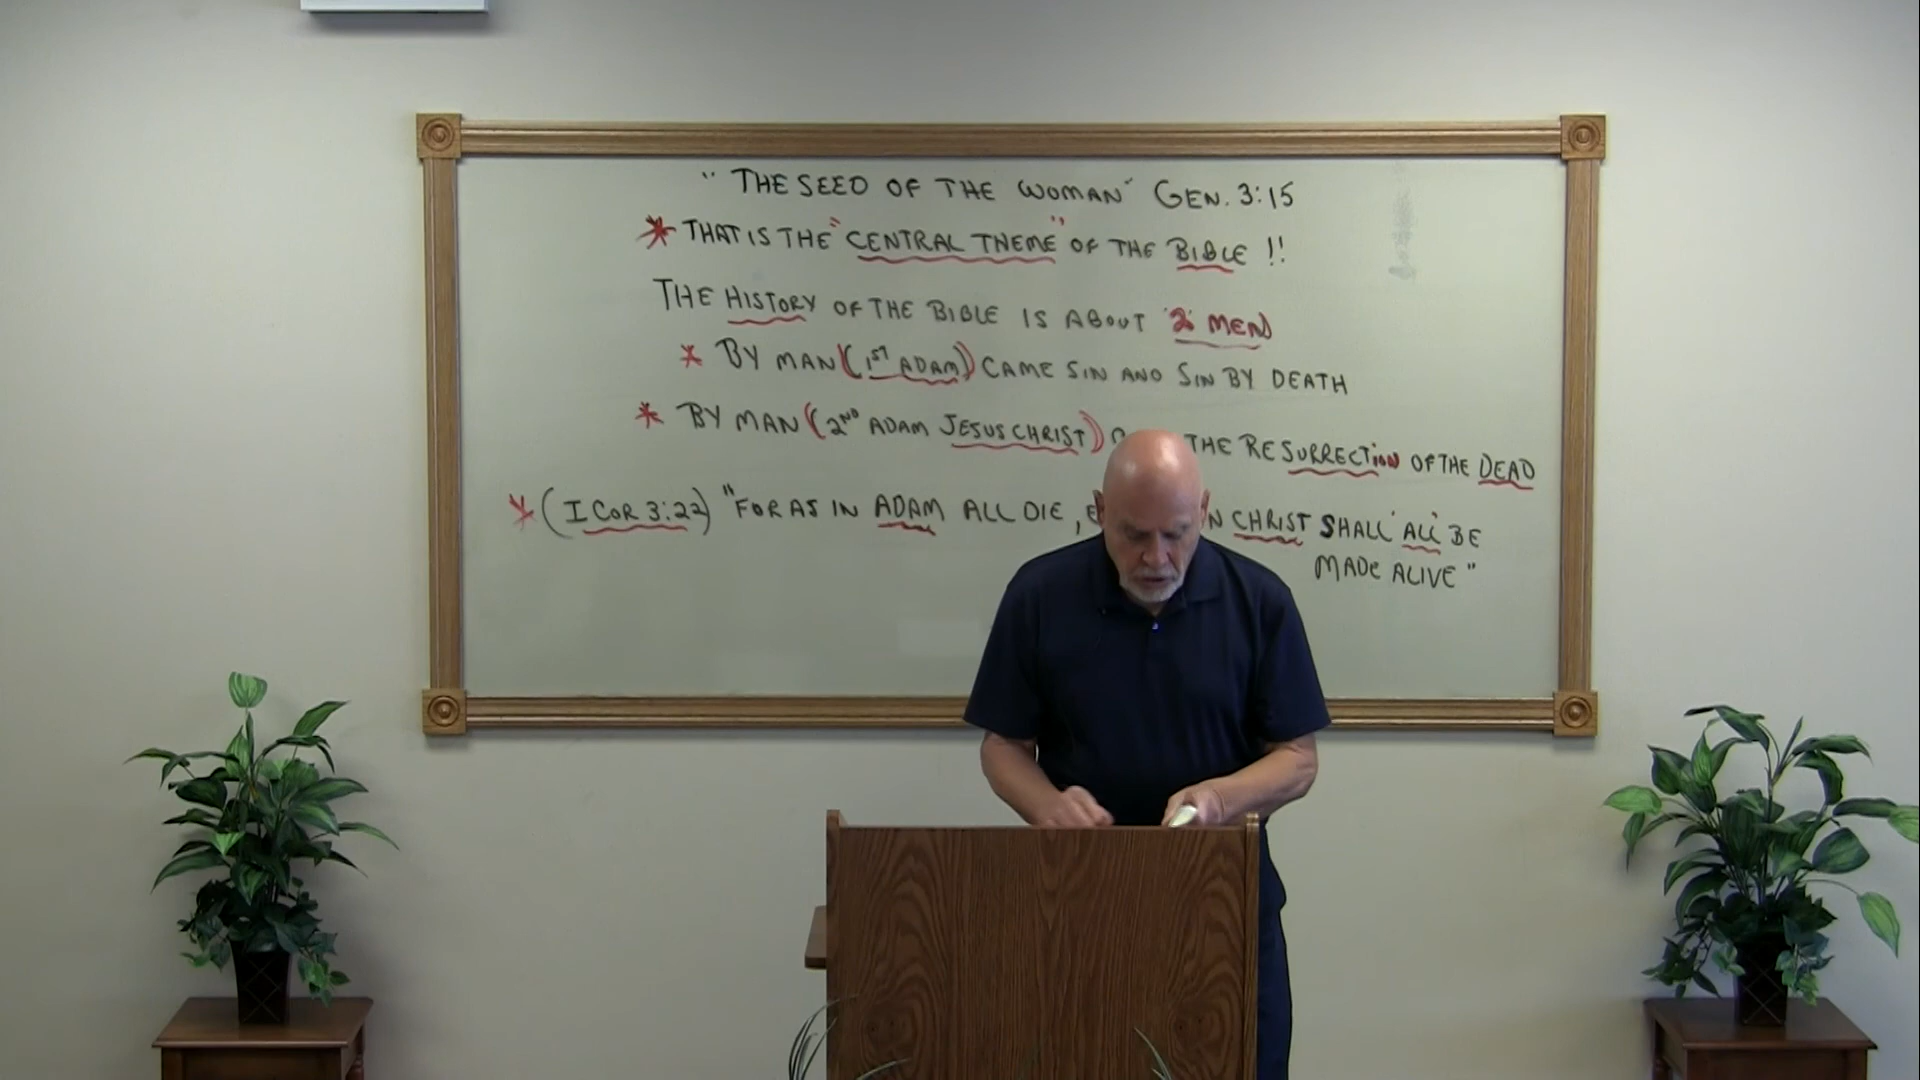 "THE SEED OF THE WOMAN" GEN. 3:15
* THAT IS THE "CENTRAL THEME" OF THE BIBLE !!
THE HISTORY OF THE BIBLE IS ABOUT "2" MEN
* BY MAN (1ST ADAM) CAME SIN AND SIN BY DEATH
* BY MAN (2ND ADAM JESUS CHRIST) THE RESURRECTION OF THE DEAD
* (I COR 3:22) "FOR AS IN ADAM ALL DIE, CHRIST SHALL "ALL" BE
MADE ALIVE"